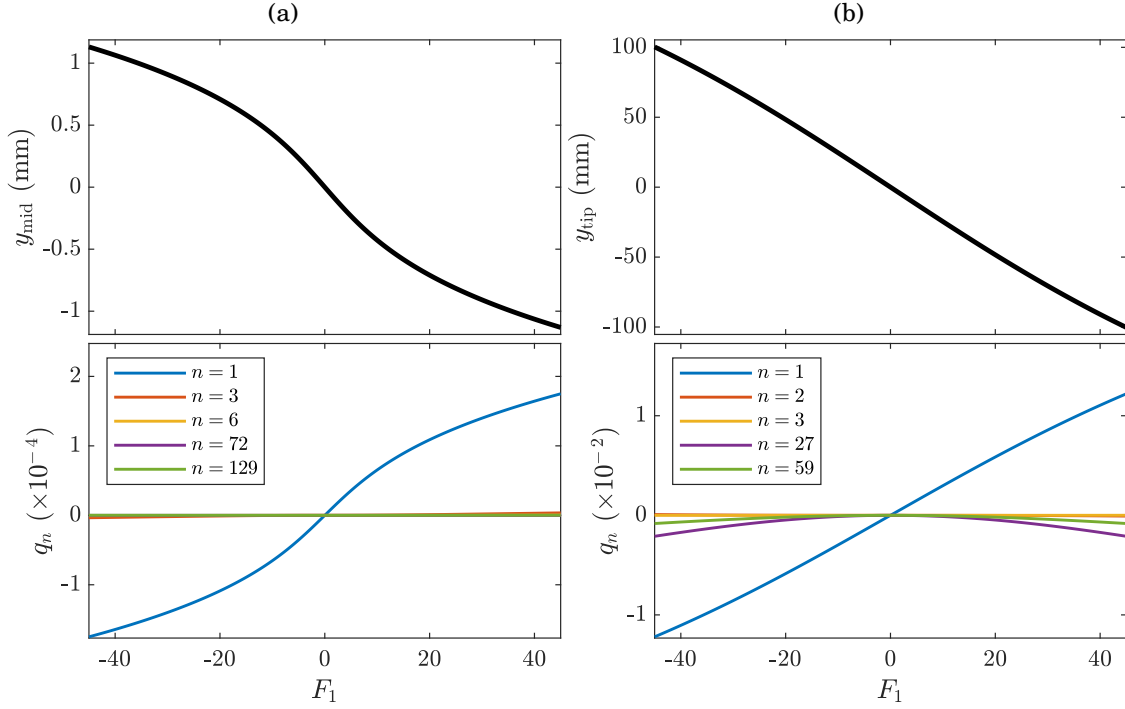 (a)
1
0.5
0
-0.5
-1
y_mid (mm)
2
1
0
-1
q_n (×10^−4)
n = 1
n = 3
n = 6
n = 72
n = 129
-40 -20 0 20 40
F_1
(b)
100
50
0
-50
-100
y_tip (mm)
1
0
-1
q_n (×10^−2)
n = 1
n = 2
n = 3
n = 27
n = 59
-40 -20 0 20 40
F_1